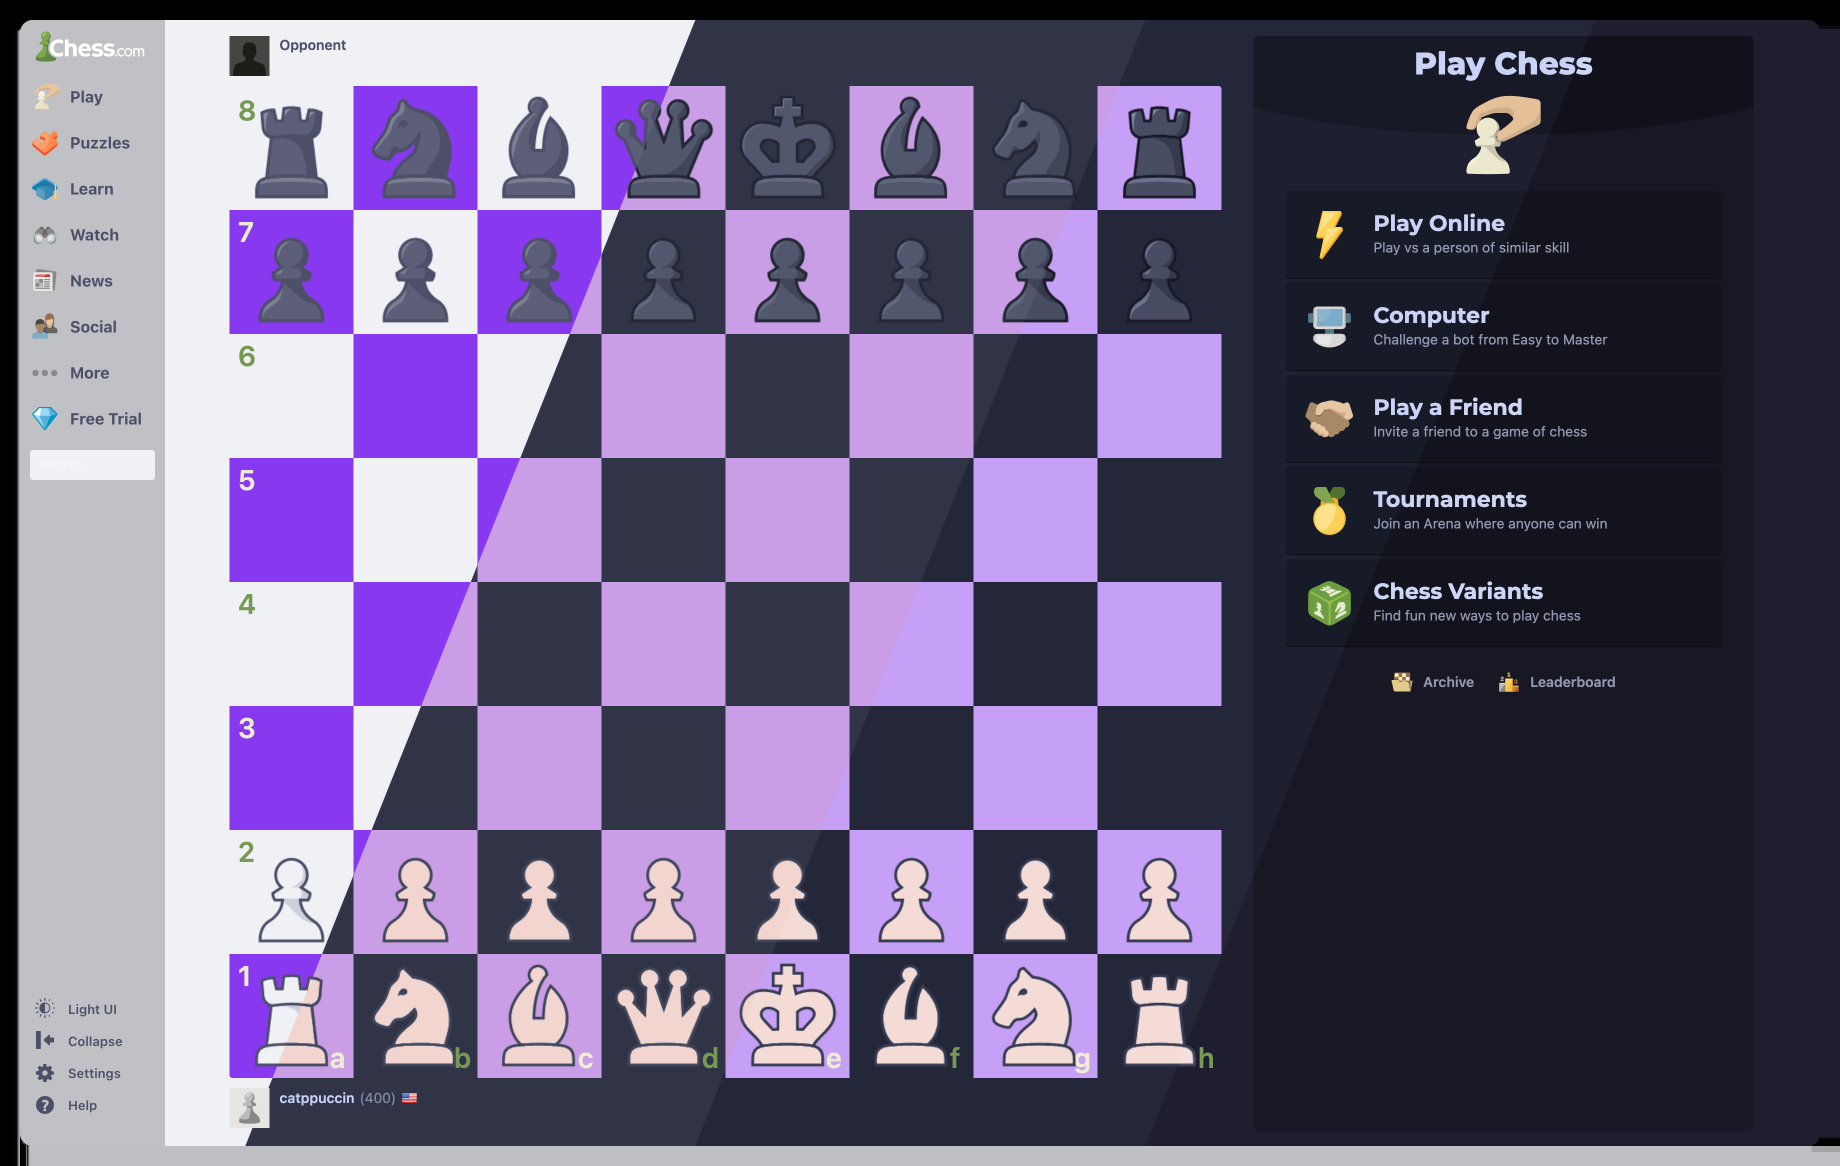 Chess.com
Play
Puzzles
Learn
Watch
News
Social
More
Free Trial
Search
Light UI
Collapse
Settings
Help
Opponent
8
7
6
5
4
3
2
1
a b c d e f g h
catppuccin (400)
Play Chess
Play Online
Play vs a person of similar skill
Computer
Challenge a bot from Easy to Master
Play a Friend
Invite a friend to a game of chess
Tournaments
Join an Arena where anyone can win
Chess Variants
Find fun new ways to play chess
Archive Leaderboard